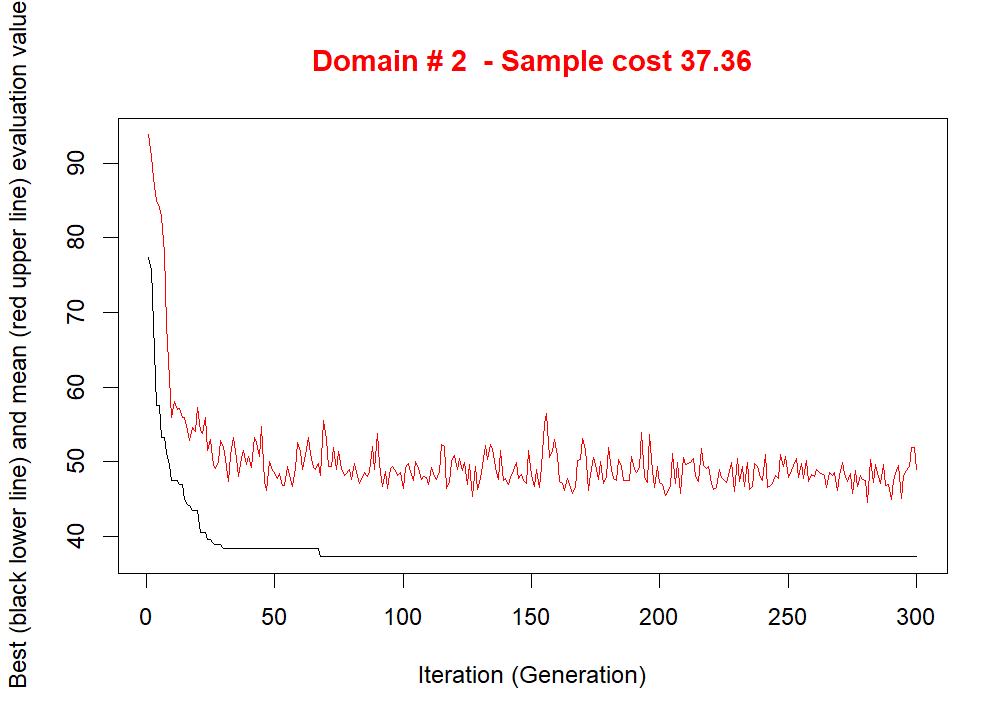 Domain # 2  - Sample cost 37.36
Best (black lower line) and mean (red upper line) evaluation value
90
80
70
60
50
40
0 50 100 150 200 250 300
Iteration (Generation)